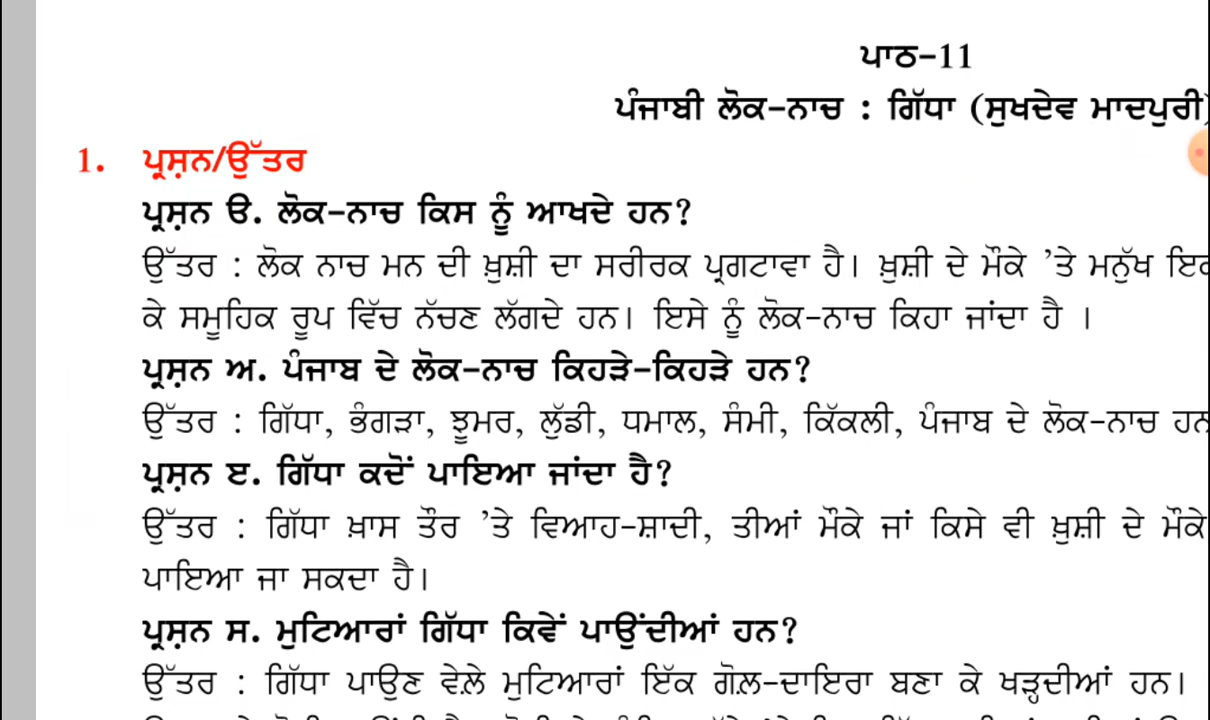 ਪਾਠ-11
ਪੰਜਾਬੀ ਲੋਕ-ਨਾਚ : ਗਿੱਧਾ (ਸੁਖਦੇਵ ਮਾਦਪੁਰੀ)
1. ਪ੍ਰਸ਼ਨ/ਉੱਤਰ
ਪ੍ਰਸ਼ਨ ੳ. ਲੋਕ-ਨਾਚ ਕਿਸ ਨੂੰ ਆਖਦੇ ਹਨ?
ਉੱਤਰ : ਲੋਕ ਨਾਚ ਮਨ ਦੀ ਖ਼ੁਸ਼ੀ ਦਾ ਸਰੀਰਕ ਪ੍ਰਗਟਾਵਾ ਹੈ। ਖ਼ੁਸ਼ੀ ਦੇ ਮੌਕੇ ’ਤੇ ਮਨੁੱਖ
ਕੇ ਸਮੂਹਿਕ ਰੂਪ ਵਿੱਚ ਨੱਚਣ ਲੱਗਦੇ ਹਨ। ਇਸੇ ਨੂੰ ਲੋਕ-ਨਾਚ ਕਿਹਾ ਜਾਂਦਾ ਹੈ ।
ਪ੍ਰਸ਼ਨ ਅ. ਪੰਜਾਬ ਦੇ ਲੋਕ-ਨਾਚ ਕਿਹੜੇ-ਕਿਹੜੇ ਹਨ?
ਉੱਤਰ : ਗਿੱਧਾ, ਭੰਗੜਾ, ਝੂਮਰ, ਲੁੱਡੀ, ਧਮਾਲ, ਸੰਮੀ, ਕਿੱਕਲੀ, ਪੰਜਾਬ ਦੇ ਲੋਕ-ਨਾਚ ਹਨ
ਪ੍ਰਸ਼ਨ ੲ. ਗਿੱਧਾ ਕਦੋਂ ਪਾਇਆ ਜਾਂਦਾ ਹੈ?
ਉੱਤਰ : ਗਿੱਧਾ ਖ਼ਾਸ ਤੌਰ ’ਤੇ ਵਿਆਹ-ਸ਼ਾਦੀ, ਤੀਆਂ ਮੌਕੇ ਜਾਂ ਕਿਸੇ ਵੀ ਖ਼ੁਸ਼ੀ ਦੇ ਮੌਕੇ
ਪਾਇਆ ਜਾ ਸਕਦਾ ਹੈ।
ਪ੍ਰਸ਼ਨ ਸ. ਮੁਟਿਆਰਾਂ ਗਿੱਧਾ ਕਿਵੇਂ ਪਾਉਂਦੀਆਂ ਹਨ?
ਉੱਤਰ : ਗਿੱਧਾ ਪਾਉਣ ਵੇਲ਼ੇ ਮੁਟਿਆਰਾਂ ਇੱਕ ਗੋਲ਼-ਦਾਇਰਾ ਬਣਾ ਕੇ ਖੜ੍ਹਦੀਆਂ ਹਨ।